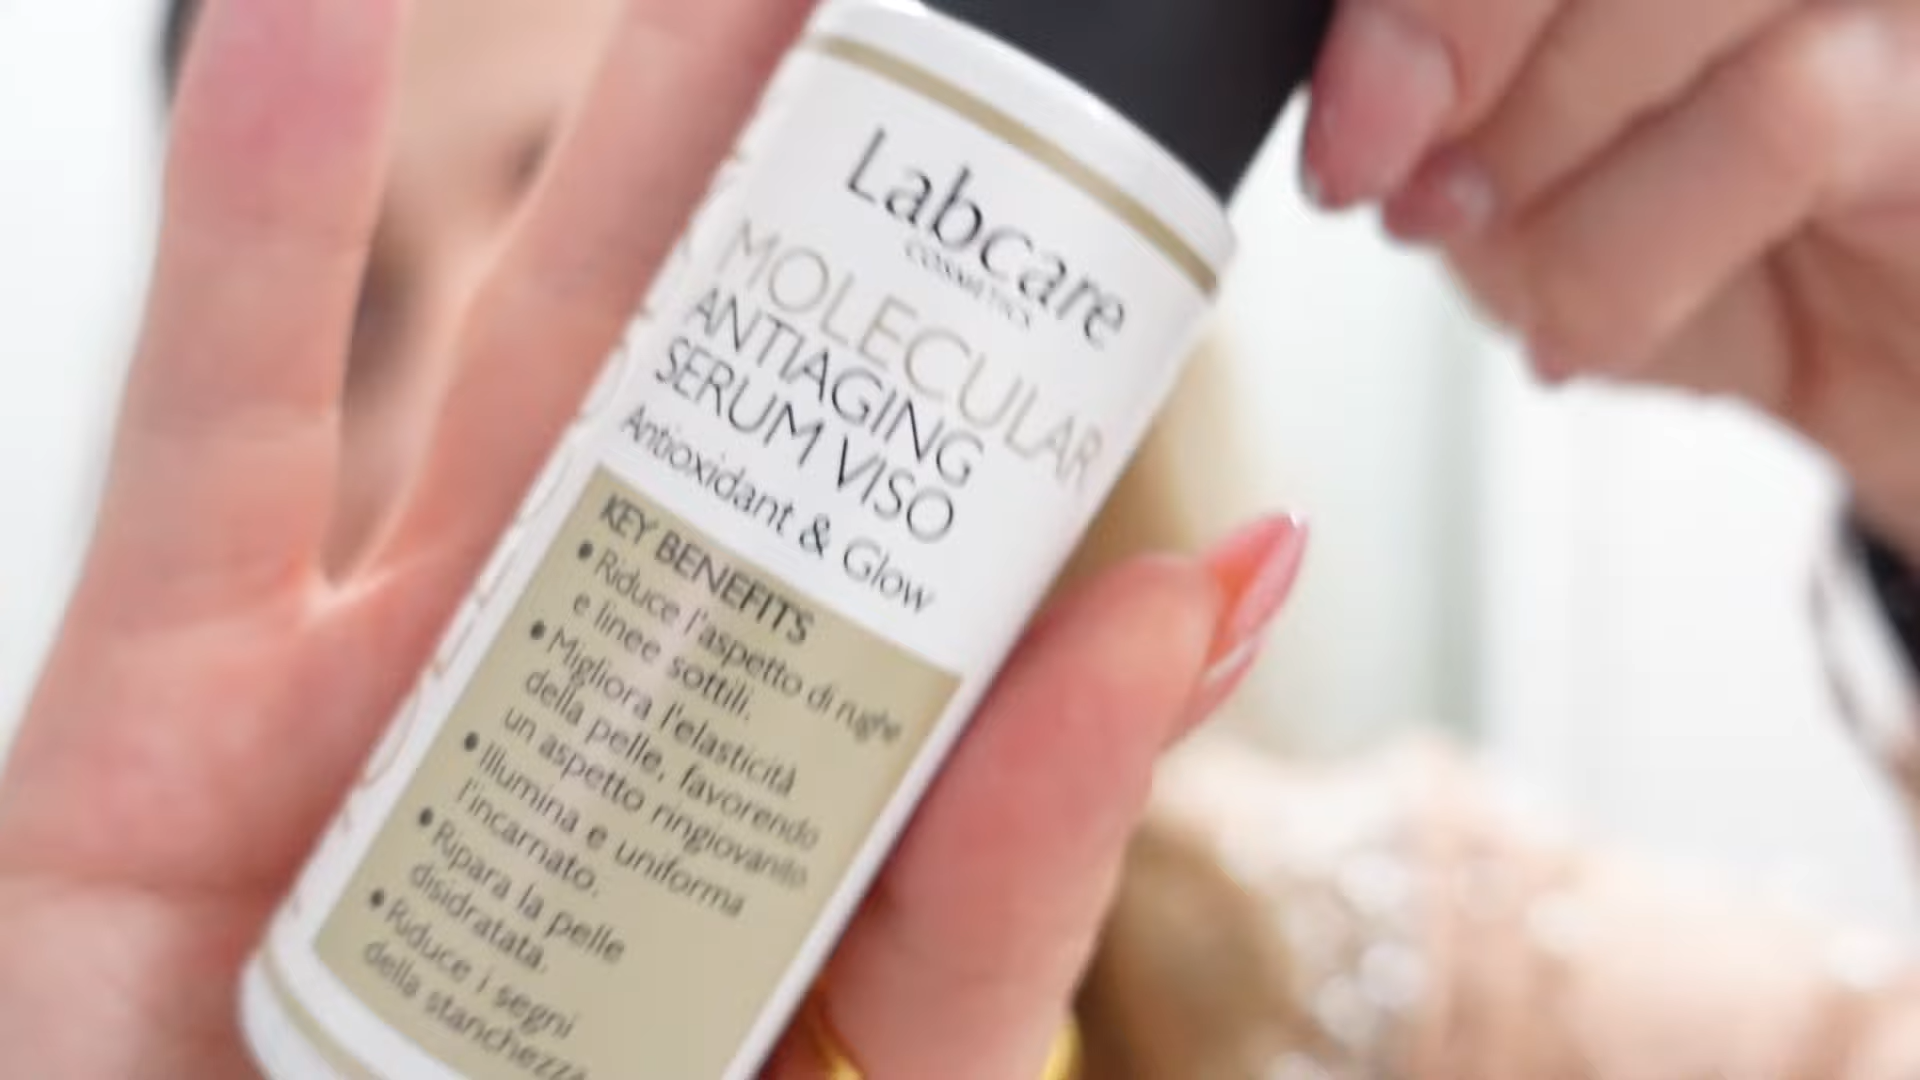 Labcare
COSMETICS
MOLECULAR
ANTIAGING
SERUM VISO
Antioxidant & Glow
KEY BENEFITS
• Riduce l'aspetto di rughe
e linee sottili.
• Migliora l'elasticità
della pelle, favorendo
un aspetto ringiovanito.
• Illumina e uniforma
l'incarnato.
• Ripara la pelle
disidratata.
• Riduce i segni
della stanchezza